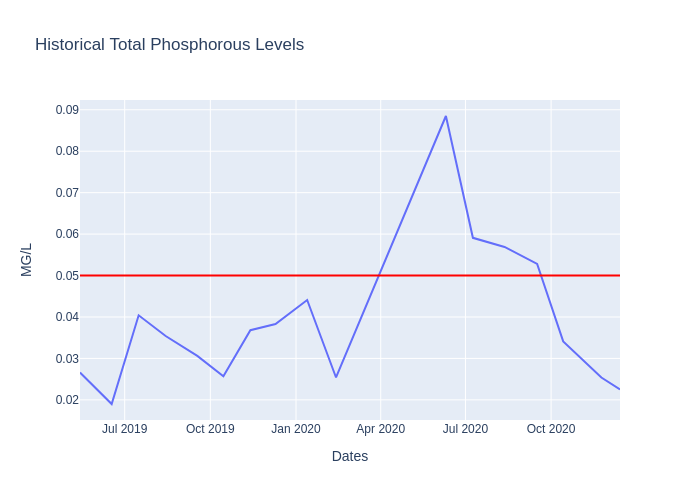 Historical Total Phosphorous Levels
MG/L
0.09
0.08
0.07
0.06
0.05
0.04
0.03
0.02
Jul 2019 Oct 2019 Jan 2020 Apr 2020 Jul 2020 Oct 2020
Dates